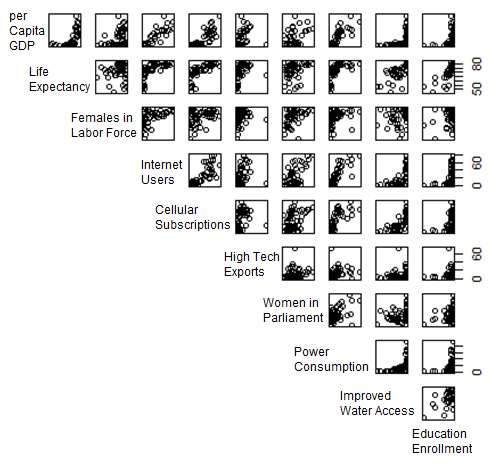 per
Capita
GDP
Life
Expectancy
50 80
Females in
Labor Force
Internet
Users
0 60
Cellular
Subscriptions
High Tech
Exports
0 60
Women in
Parliament
Power
Consumption
0
Improved
Water Access
Education
Enrollment